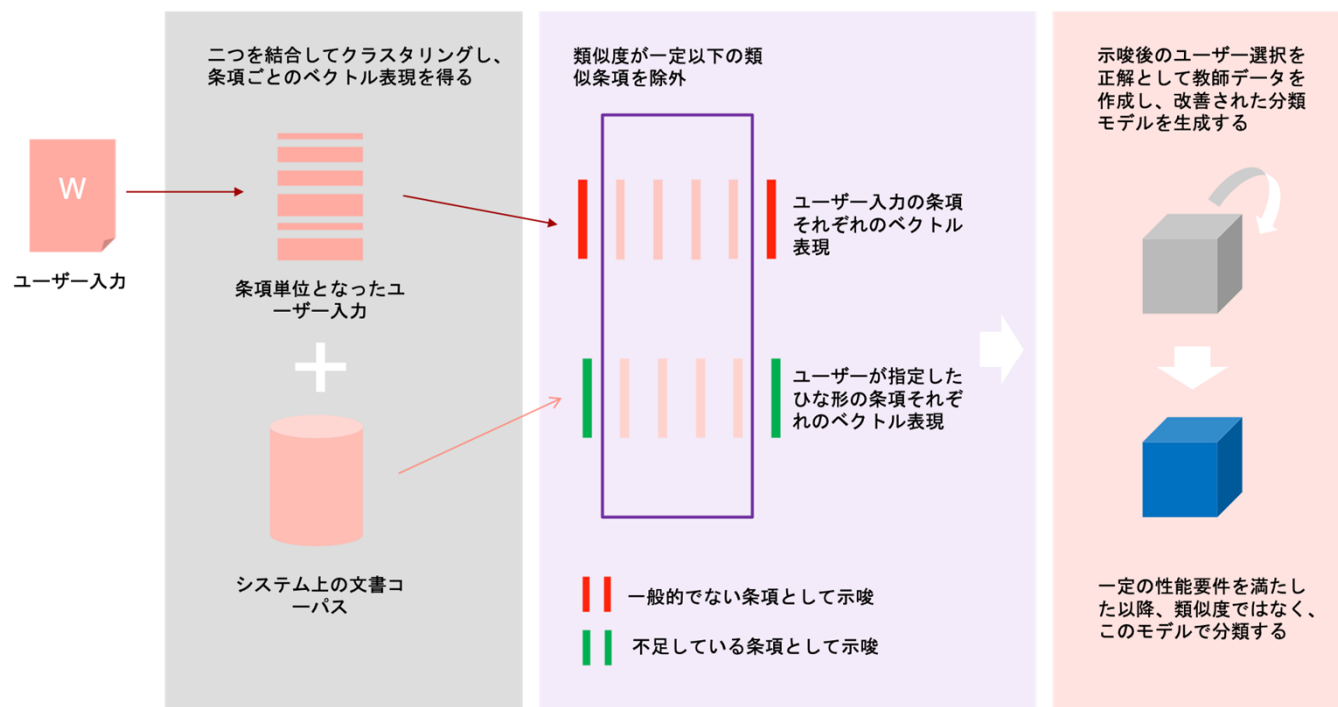 二つを結合してクラスタリングし、
条項ごとのベクトル表現を得る
W
ユーザー入力
条項単位となったユ
ーザー入力
システム上の文書コ
ーパス
類似度が一定以下の類
似条項を除外
ユーザー入力の条項
それぞれのベクトル
表現
ユーザーが指定した
ひな形の条項それぞ
れのベクトル表現
一般的でない条項として示唆
不足している条項として示唆
示唆後のユーザー選択を
正解として教師データを
作成し、改善された分類
モデルを生成する
一定の性能要件を満たし
た以降、類似度ではなく、
このモデルで分類する